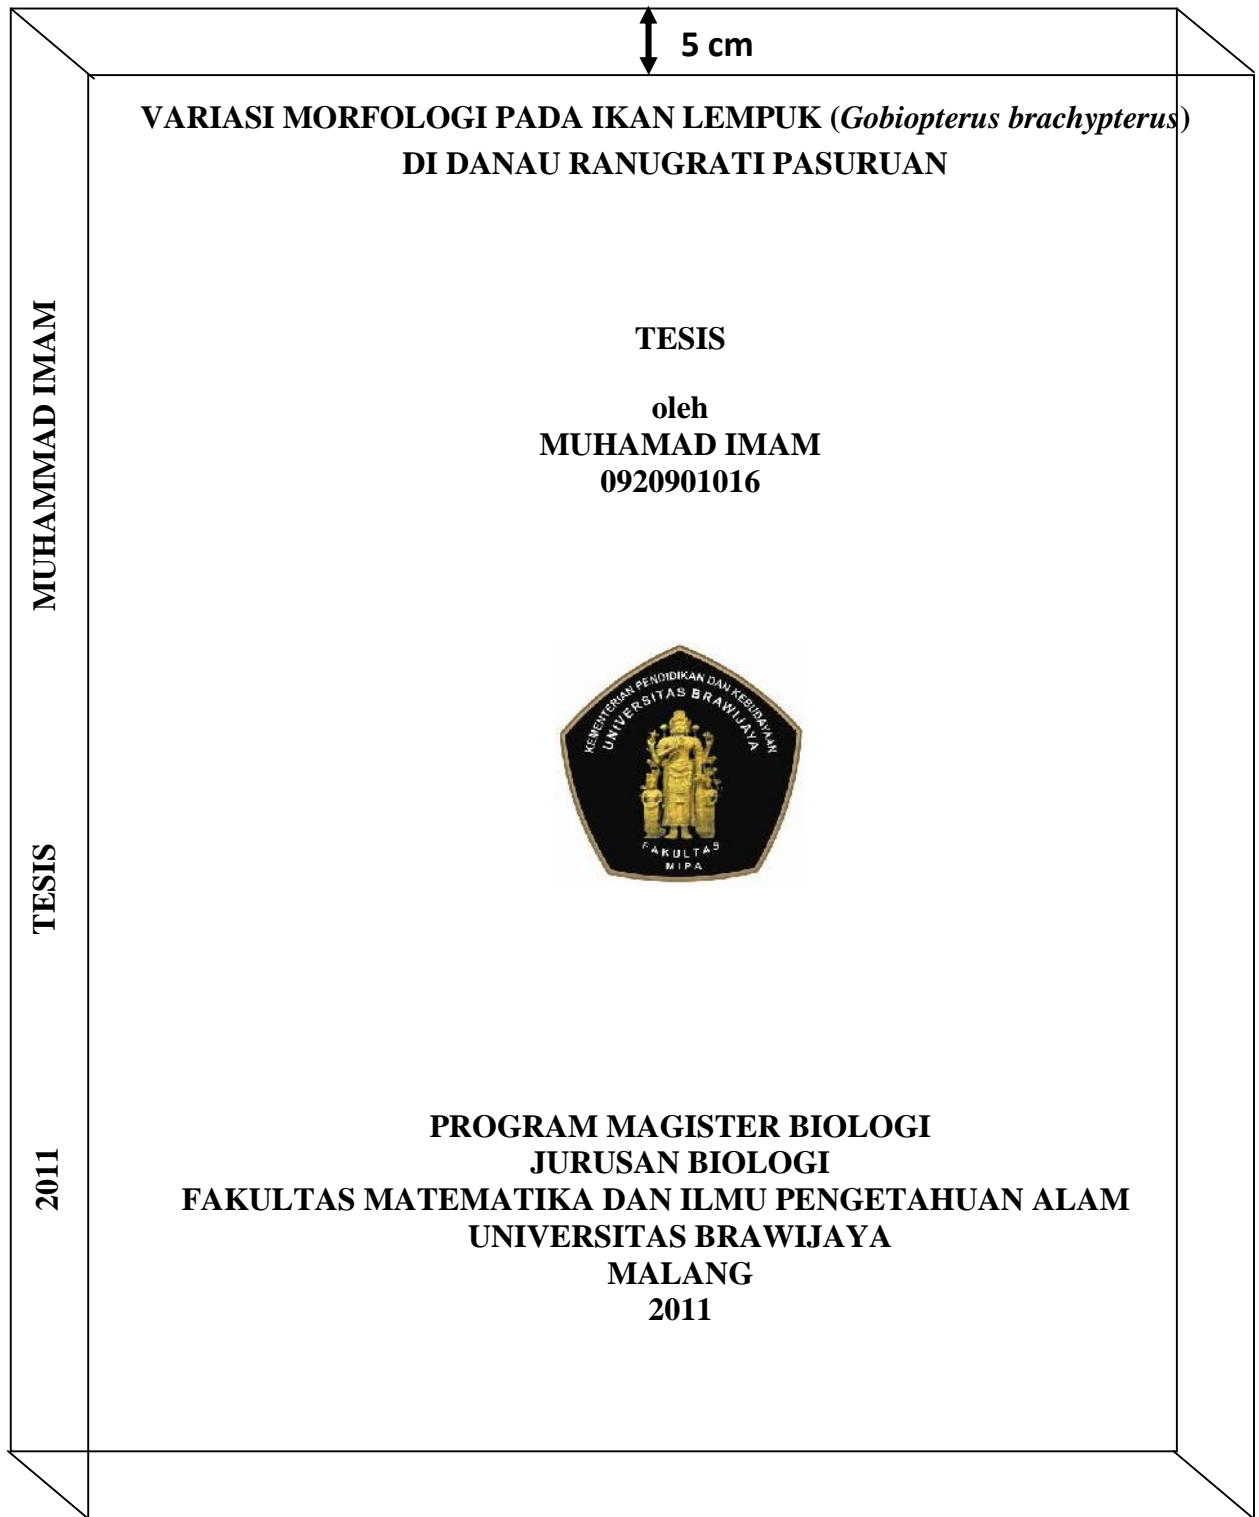 5 cm
VARIASI MORFOLOGI PADA IKAN LEMPUK (Gobiopterus brachypterus)
DI DANAU RANUGRATI PASURUAN
TESIS
oleh
MUHAMAD IMAM
0920901016
KEMENTERIAN PENDIDIKAN DAN KEBUDAYAAN
UNIVERSITAS BRAWIJAYA
FAKULTAS
MIPA
PROGRAM MAGISTER BIOLOGI
JURUSAN BIOLOGI
FAKULTAS MATEMATIKA DAN ILMU PENGETAHUAN ALAM
UNIVERSITAS BRAWIJAYA
MALANG
2011
2011 TESIS MUHAMMAD IMAM